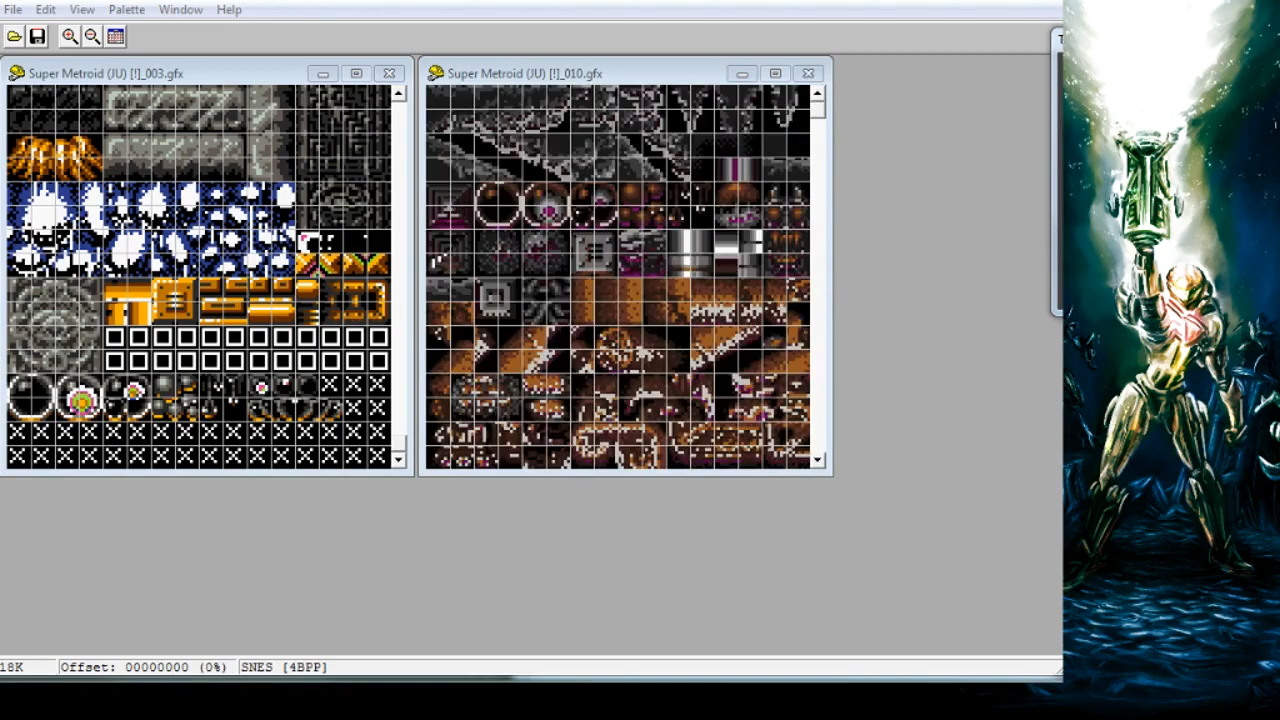 File Edit View Palette Window Help
Super Metroid (JU) [!]_003.gfx
Super Metroid (JU) [!]_010.gfx
18K Offset: 00000000 (0%) SNES [4BPP]